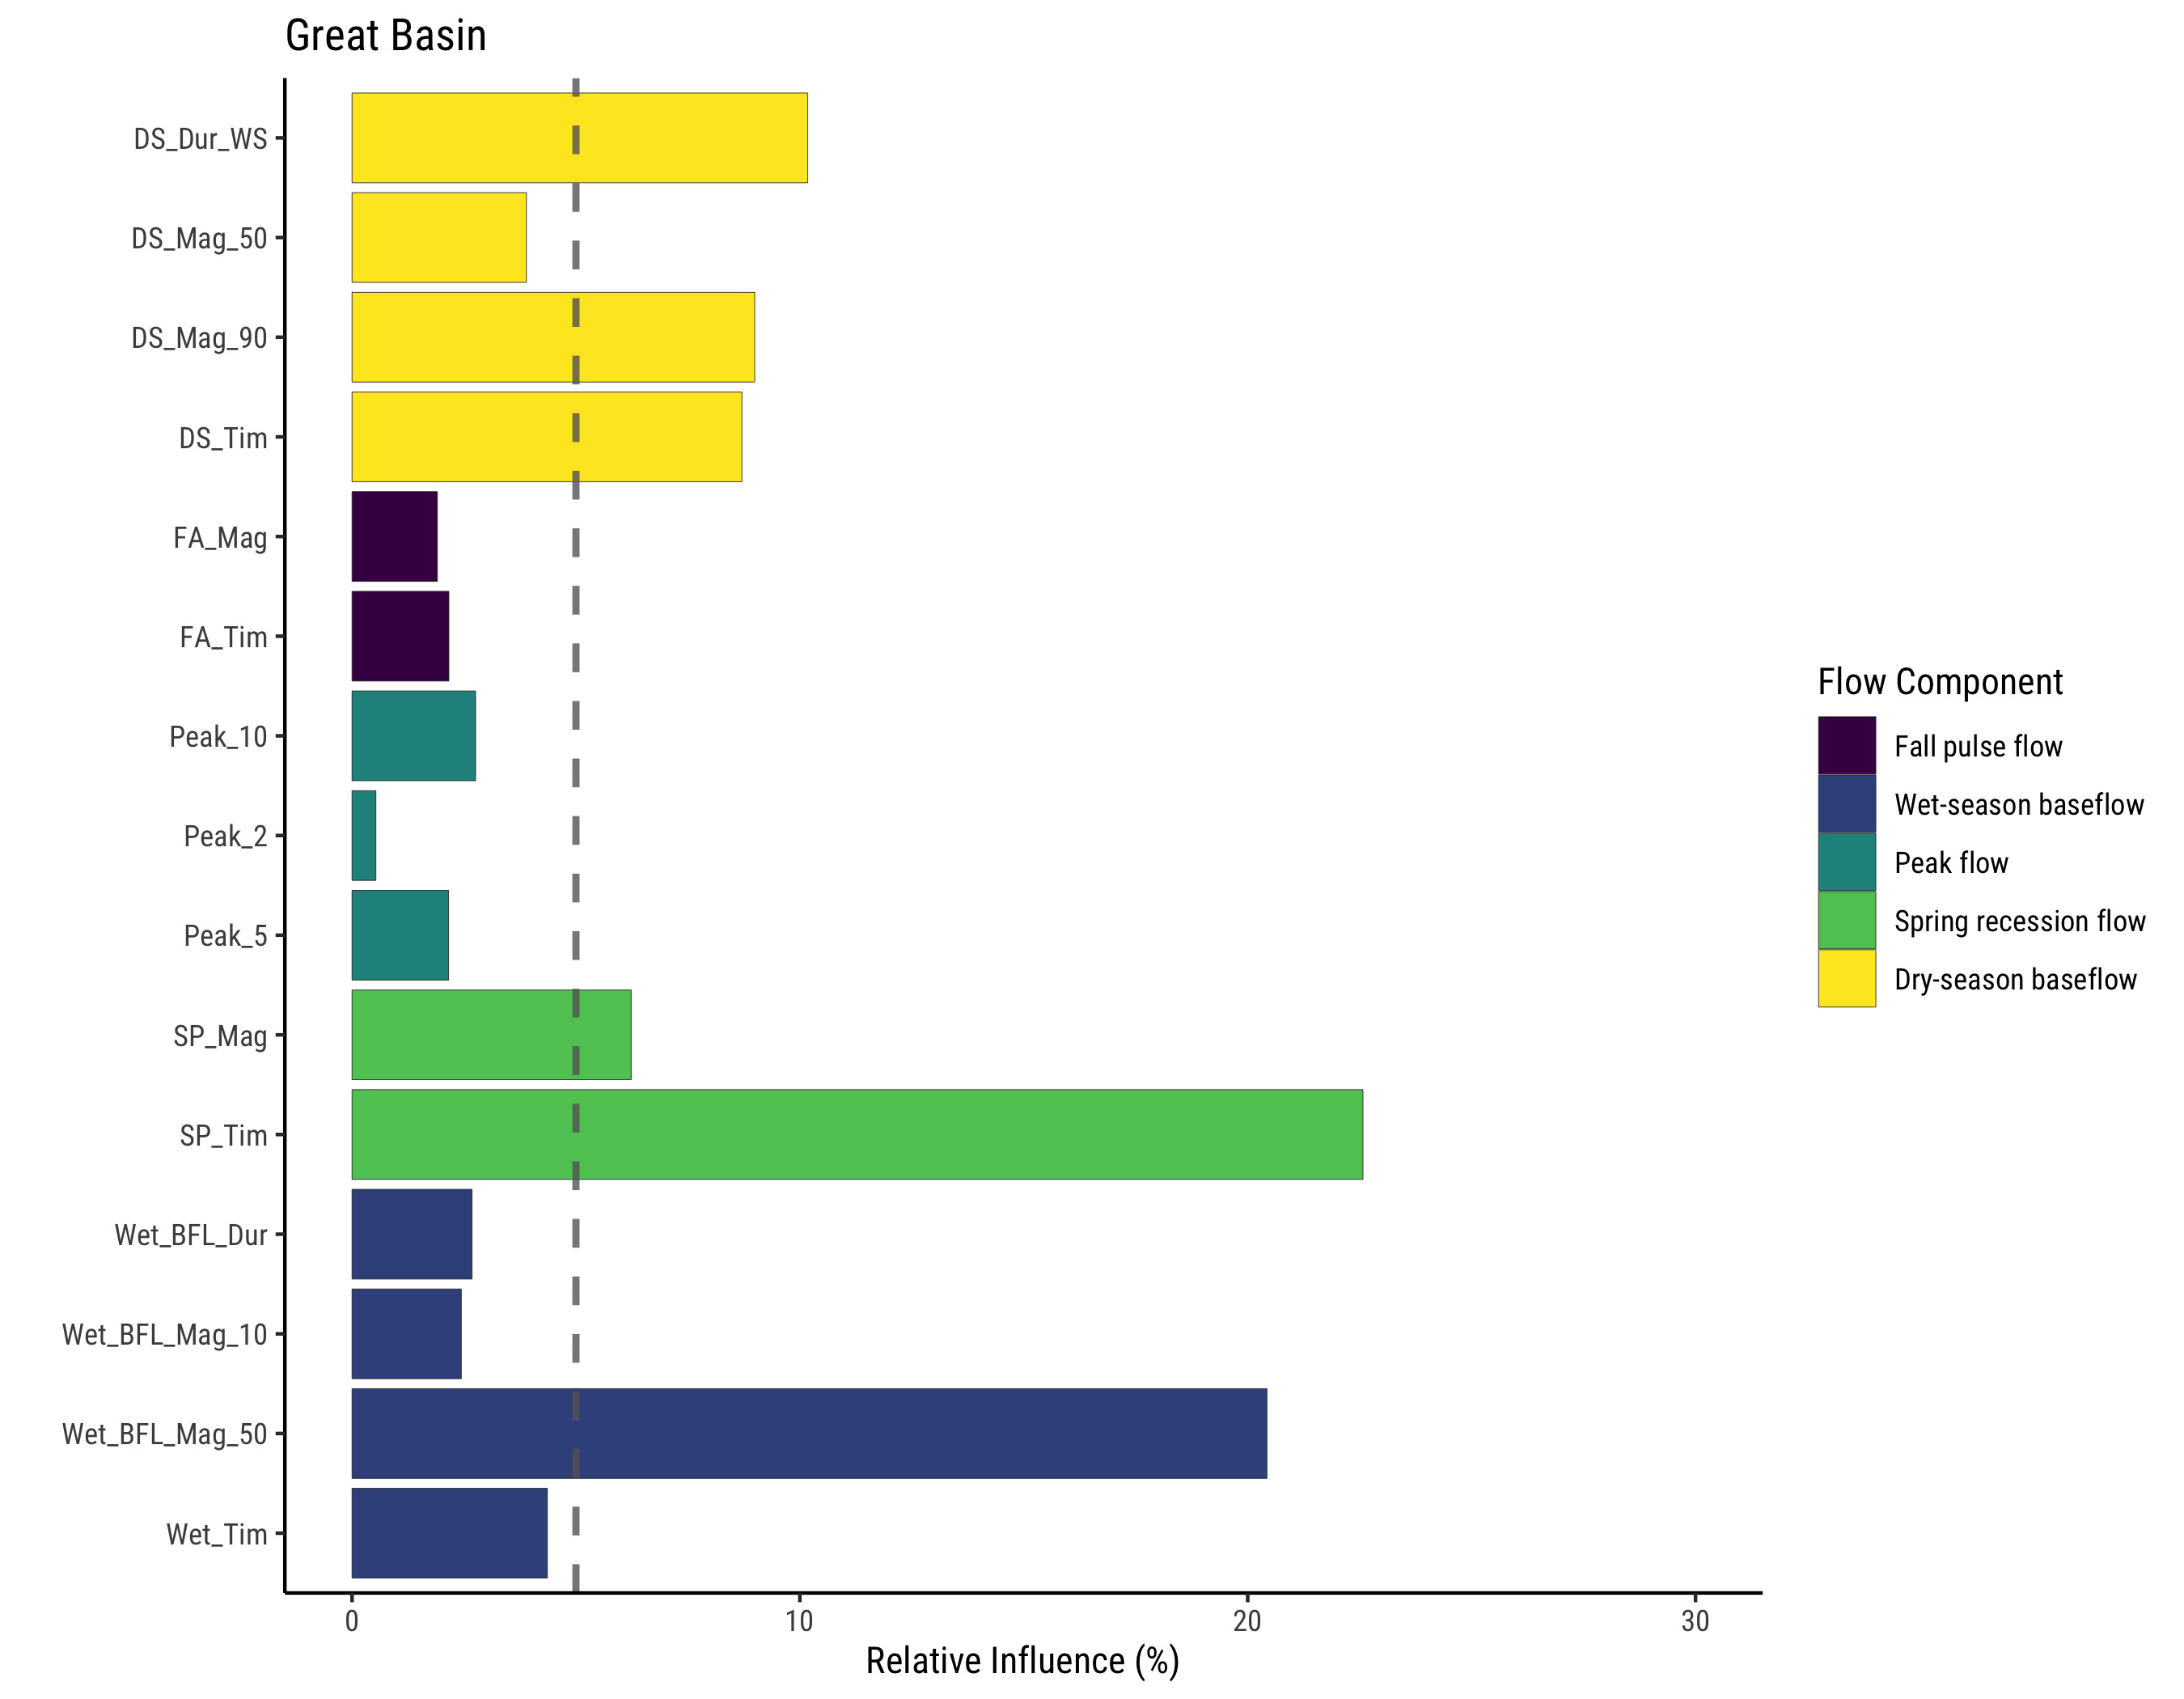 Great Basin
DS_Dur_WS
DS_Mag_50
DS_Mag_90
DS_Tim
FA_Mag
FA_Tim
Peak_10
Peak_2
Peak_5
SP_Mag
SP_Tim
Wet_BFL_Dur
Wet_BFL_Mag_10
Wet_BFL_Mag_50
Wet_Tim
0 10 20 30
Relative Influence (%)
Flow Component
Fall pulse flow
Wet-season baseflow
Peak flow
Spring recession flow
Dry-season baseflow